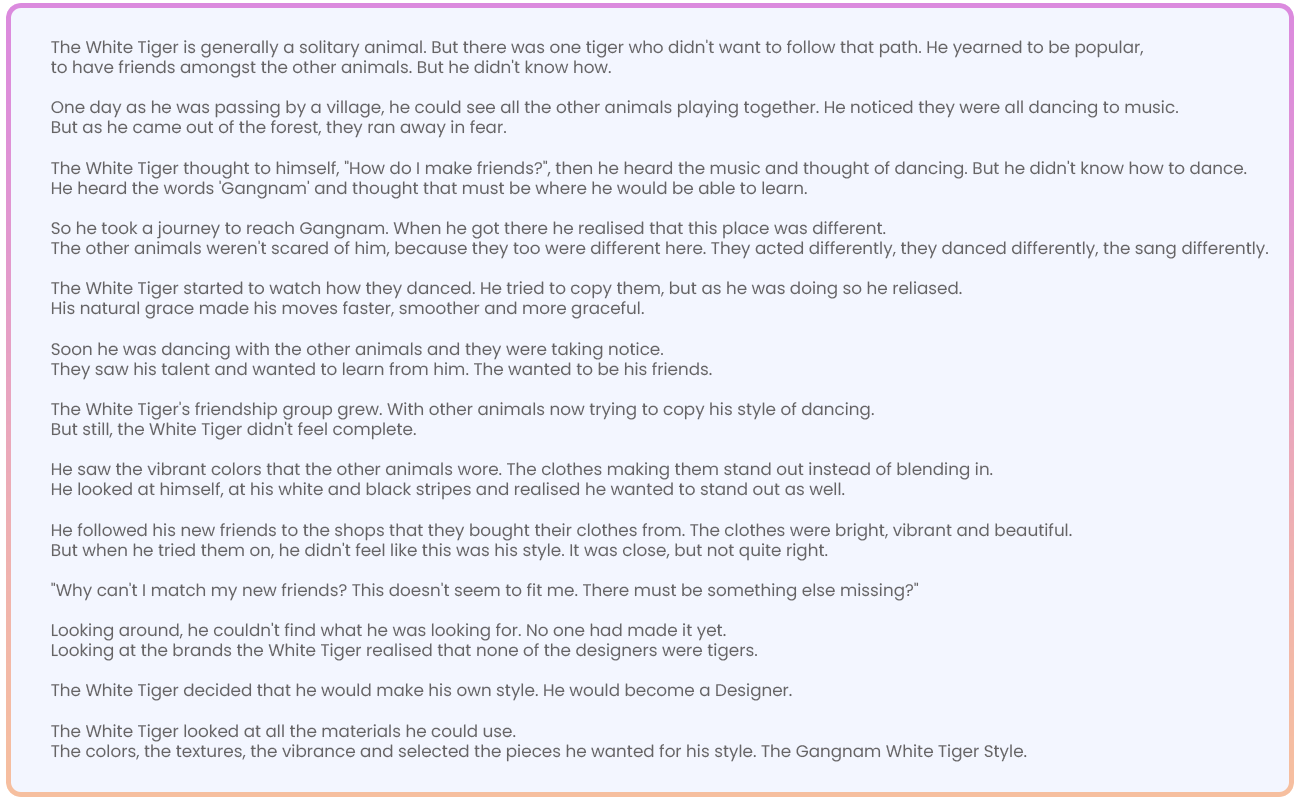 The White Tiger is generally a solitary animal. But there was one tiger who didn't want to follow that path. He yearned to be popular,
to have friends amongst the other animals. But he didn't know how.
One day as he was passing by a village, he could see all the other animals playing together. He noticed they were all dancing to music.
But as he came out of the forest, they ran away in fear.
The White Tiger thought to himself, "How do I make friends?", then he heard the music and thought of dancing. But he didn't know how to dance.
He heard the words 'Gangnam' and thought that must be where he would be able to learn.
So he took a journey to reach Gangnam. When he got there he realised that this place was different.
The other animals weren't scared of him, because they too were different here. They acted differently, they danced differently, the sang differently.
The White Tiger started to watch how they danced. He tried to copy them, but as he was doing so he reliased.
His natural grace made his moves faster, smoother and more graceful.
Soon he was dancing with the other animals and they were taking notice.
They saw his talent and wanted to learn from him. The wanted to be his friends.
The White Tiger's friendship group grew. With other animals now trying to copy his style of dancing.
But still, the White Tiger didn't feel complete.
He saw the vibrant colors that the other animals wore. The clothes making them stand out instead of blending in.
He looked at himself, at his white and black stripes and realised he wanted to stand out as well.
He followed his new friends to the shops that they bought their clothes from. The clothes were bright, vibrant and beautiful.
But when he tried them on, he didn't feel like this was his style. It was close, but not quite right.
"Why can't I match my new friends? This doesn't seem to fit me. There must be something else missing?"
Looking around, he couldn't find what he was looking for. No one had made it yet.
Looking at the brands the White Tiger realised that none of the designers were tigers.
The White Tiger decided that he would make his own style. He would become a Designer.
The White Tiger looked at all the materials he could use.
The colors, the textures, the vibrance and selected the pieces he wanted for his style. The Gangnam White Tiger Style.